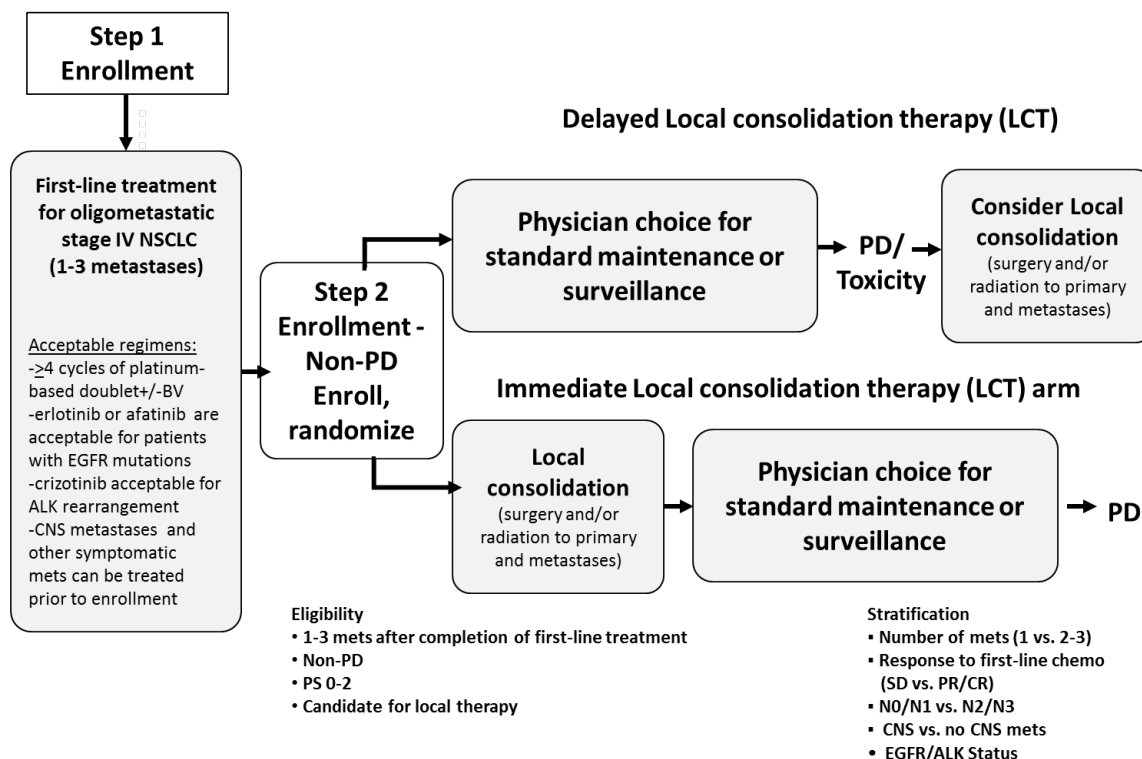 Step 1
Enrollment
First-line treatment
for oligometastatic
stage IV NSCLC
(1-3 metastases)
Acceptable regimens:
->4 cycles of platinum-
based doublet+/-BV
-erlotinib or afatinib are
acceptable for patients
with EGFR mutations
-crizotinib acceptable for
ALK rearrangement
-CNS metastases and
other symptomatic
mets can be treated
prior to enrollment
Step 2
Enrollment -
Non-PD
Enroll,
randomize
Delayed Local consolidation therapy (LCT)
Physician choice for
standard maintenance or
surveillance
PD/
Toxicity
Consider Local
consolidation
(surgery and/or
radiation to primary
and metastases)
Immediate Local consolidation therapy (LCT) arm
Local
consolidation
(surgery and/or
radiation to primary
and metastases)
Physician choice for
standard maintenance or
surveillance
PD
Eligibility
• 1-3 mets after completion of first-line treatment
• Non-PD
• PS 0-2
• Candidate for local therapy
Stratification
▪ Number of mets (1 vs. 2-3)
▪ Response to first-line chemo
(SD vs. PR/CR)
▪ N0/N1 vs. N2/N3
▪ CNS vs. no CNS mets
• EGFR/ALK Status